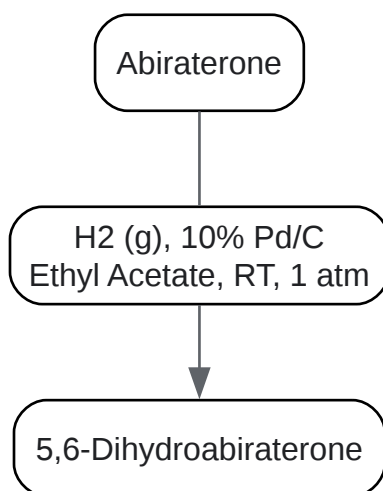 Abiraterone
H2 (g), 10% Pd/C
Ethyl Acetate, RT, 1 atm
5,6-Dihydroabiraterone